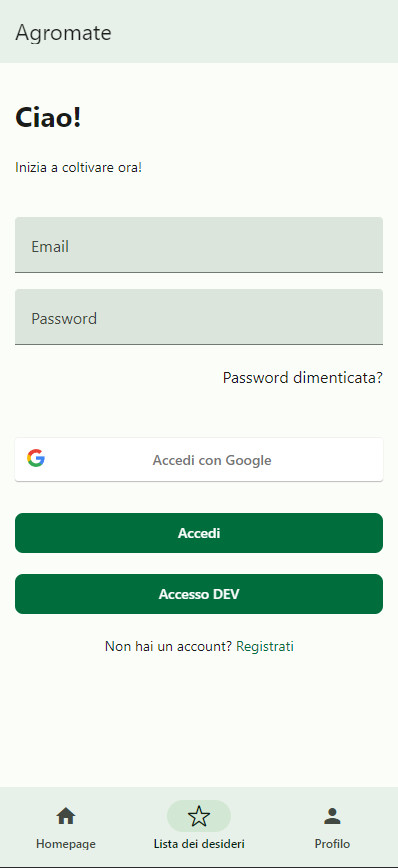 Agromate
Ciao!
Inizia a coltivare ora!
Email
Password
Password dimenticata?
Accedi con Google
Accedi
Accesso DEV
Non hai un account? Registrati
Homepage
Lista dei desideri
Profilo